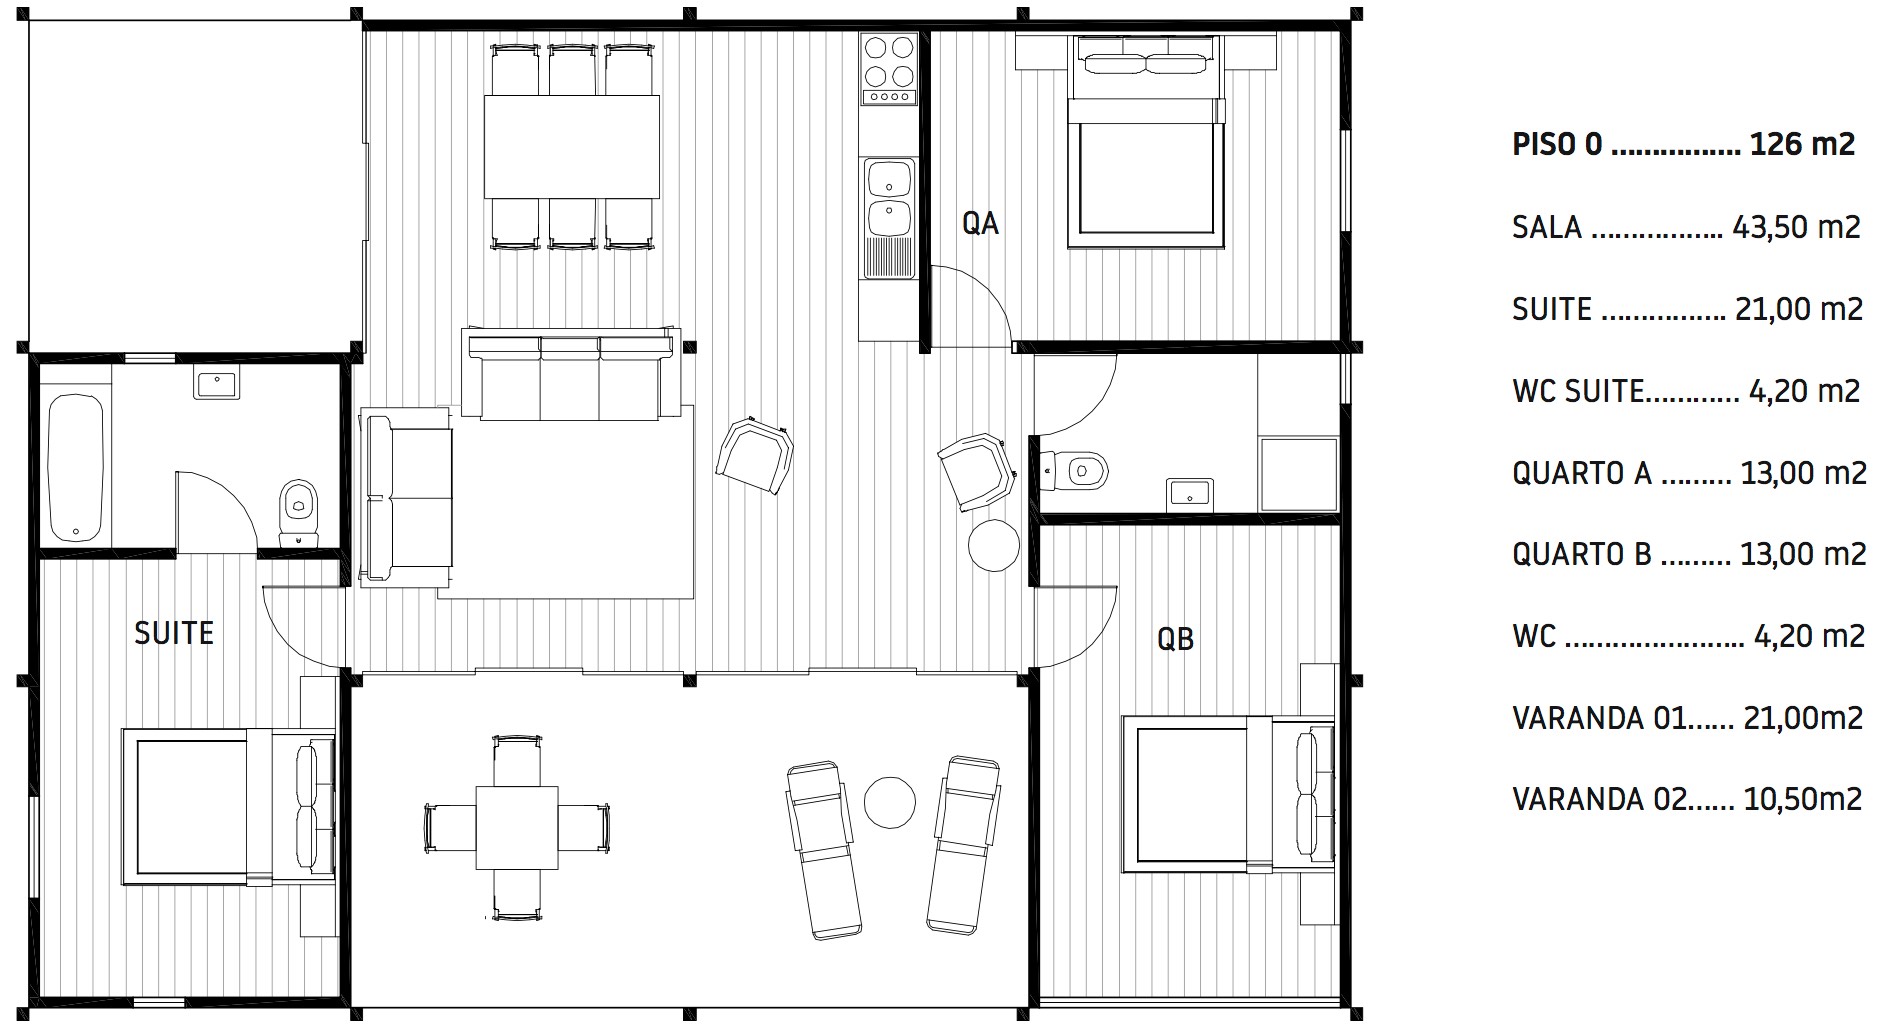 QA
SUITE
QB
PISO 0 ................ 126 m2
SALA ................. 43,50 m2
SUITE ................ 21,00 m2
WC SUITE............ 4,20 m2
QUARTO A ......... 13,00 m2
QUARTO B ......... 13,00 m2
WC ....................... 4,20 m2
VARANDA 01...... 21,00m2
VARANDA 02...... 10,50m2